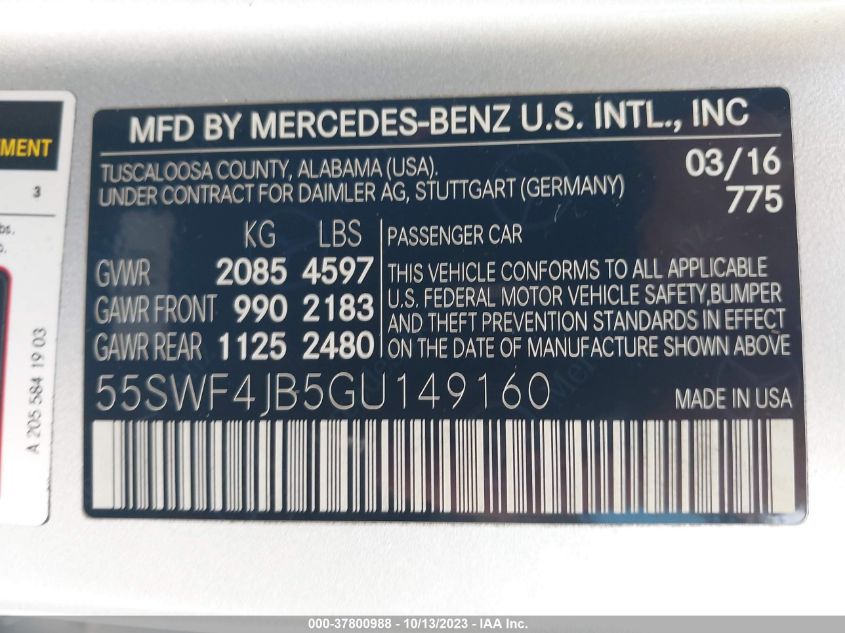 MENT
3
bs.
o.
A 205 584 19 03
MFD BY MERCEDES-BENZ U.S. INTL., INC
TUSCALOOSA COUNTY, ALABAMA (USA). 03/16
UNDER CONTRACT FOR DAIMLER AG, STUTTGART (GERMANY) 775
KG LBS PASSENGER CAR
GVWR 2085 4597 THIS VEHICLE CONFORMS TO ALL APPLICABLE
GAWR FRONT 990 2183 U.S. FEDERAL MOTOR VEHICLE SAFETY,BUMPER
AND THEFT PREVENTION STANDARDS IN EFFECT
GAWR REAR 1125 2480 ON THE DATE OF MANUFACTURE SHOWN ABOVE
55SWF4JB5GU149160 MADE IN USA
000-37800988 - 10/13/2023 - IAA Inc.